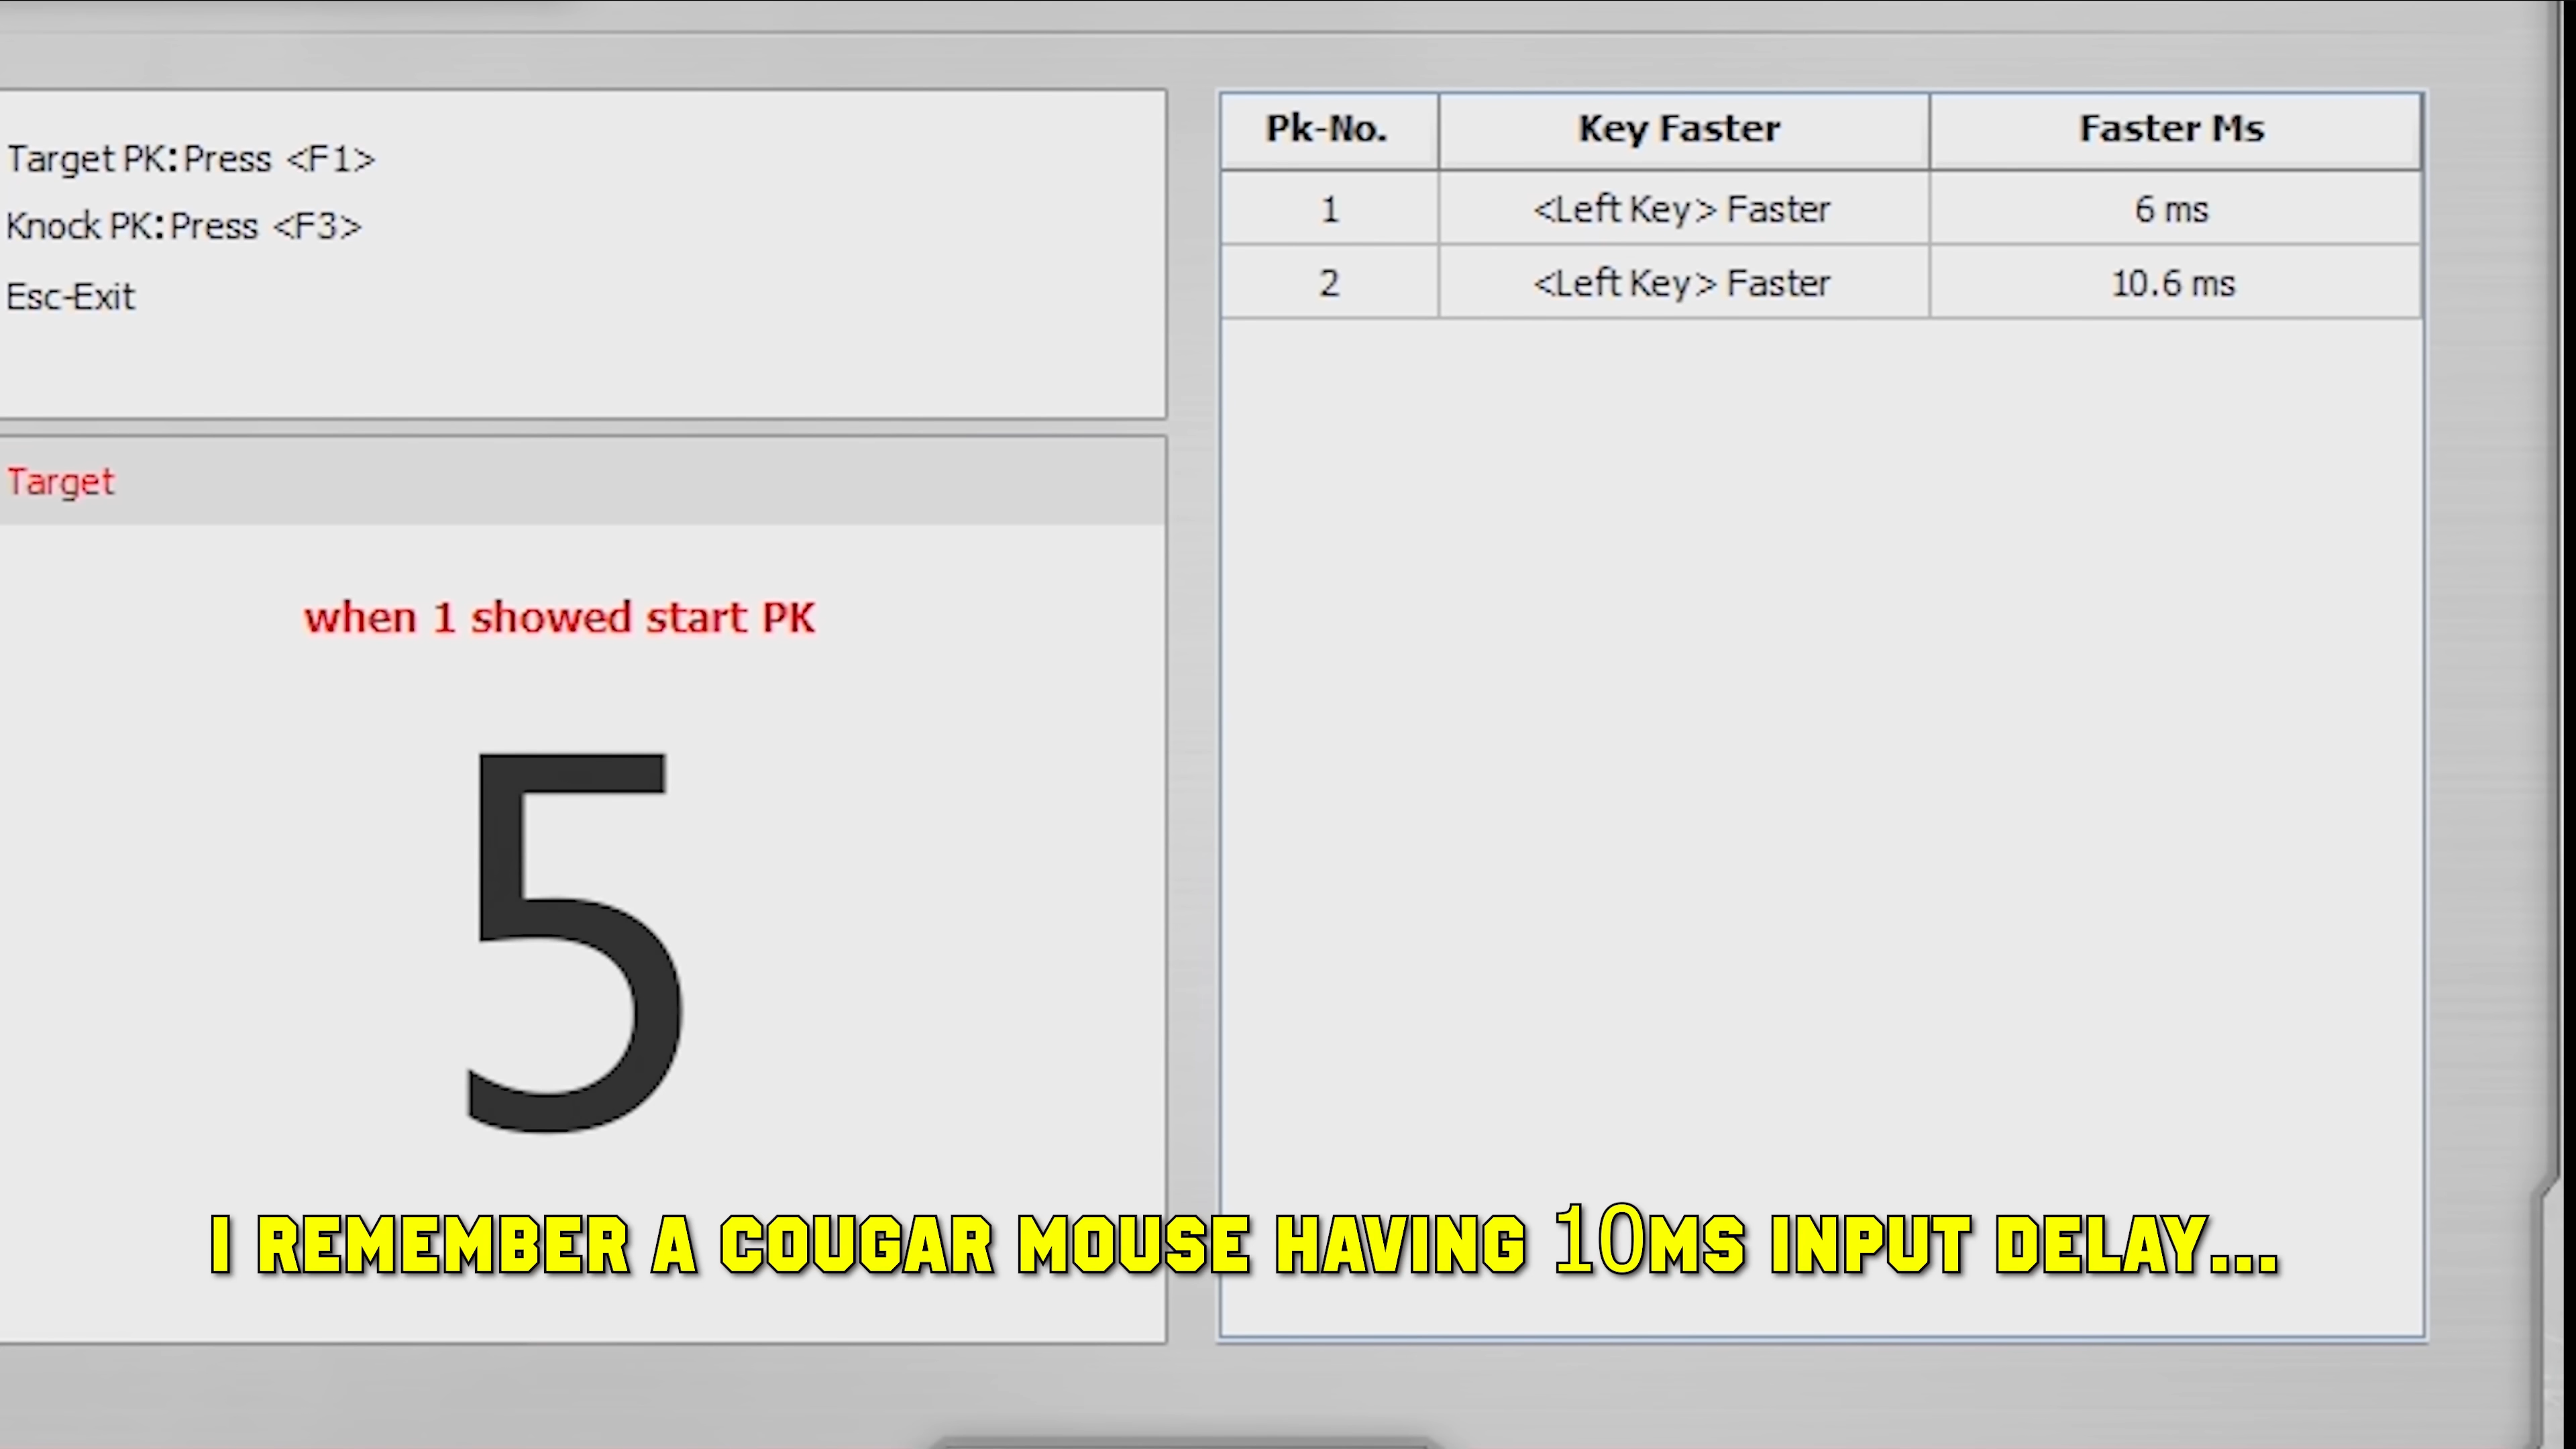 Target PK:Press <F1>
Knock PK:Press <F3>
Esc-Exit
Target
when 1 showed start PK
5
Pk-No. Key Faster Faster Ms
1 <Left Key> Faster 6 ms
2 <Left Key> Faster 10.6 ms
I REMEMBER A COUGAR MOUSE HAVING 10MS INPUT DELAY...